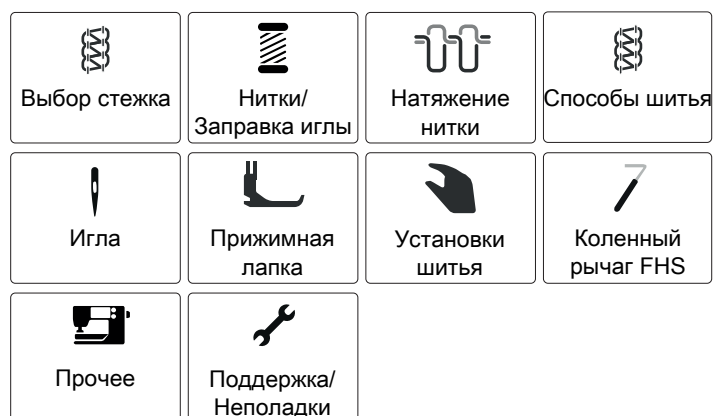 Выбор стежка
Нитки/
Заправка иглы
Натяжение
нитки
Способы шитья
Игла
Прижимная
лапка
Установки
шитья
Коленный
рычаг FHS
Прочее
Поддержка/
Неполадки